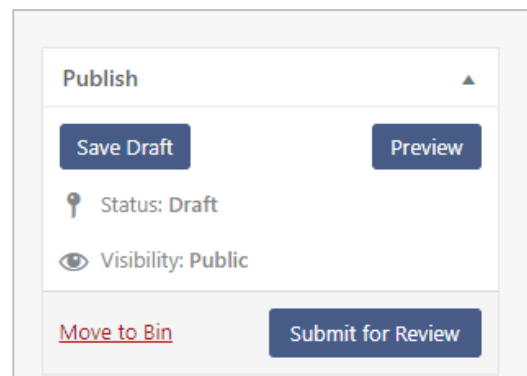 Publish
Save Draft Preview
Status: Draft
Visibility: Public
Move to Bin Submit for Review